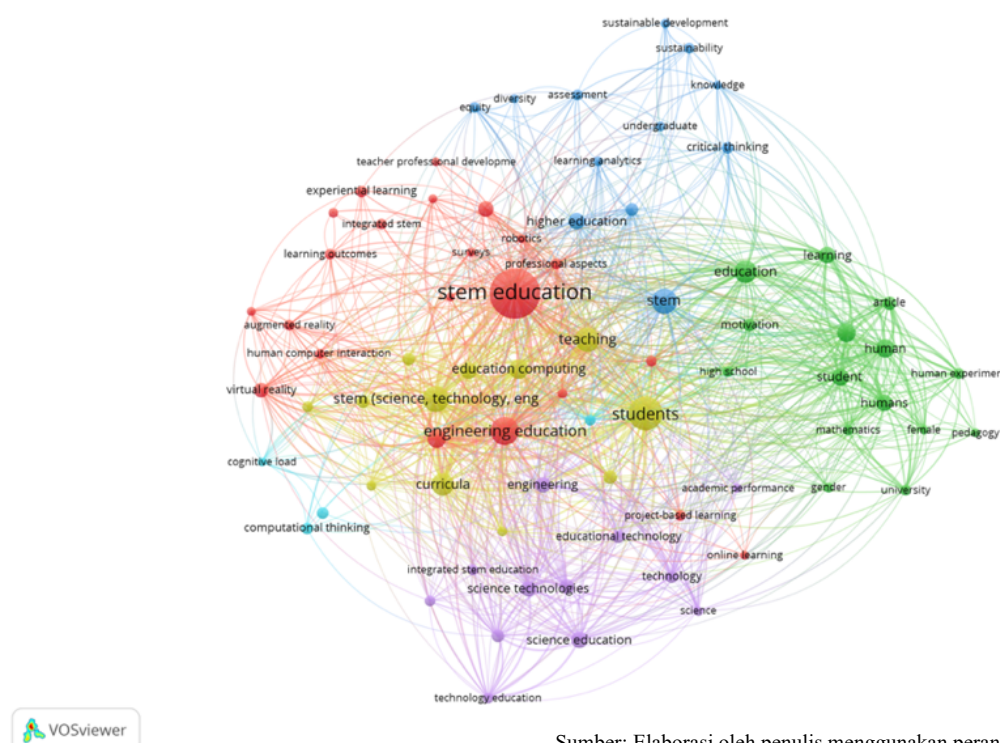 sustainable development
sustainability
knowledge
assessment
diversity
equity
undergraduate
critical thinking
teacher professional developme
learning analytics
experiential learning
integrated stem
higher education
robotics
learning outcomes
surveys
professional aspects
learning
education
stem education
stem
article
augmented reality
motivation
teaching
human computer interaction
human
education computing
high school
student
human experimen
virtual reality
stem (science, technology, eng
humans
students
engineering education
mathematics
female
pedagogy
cognitive load
curricula
engineering
academic performance
gender
university
project-based learning
computational thinking
educational technology
online learning
integrated stem education
technology
science technologies
science
science education
technology education
VOSviewer
Sumber: Elaborasi oleh penulis menggunakan peran